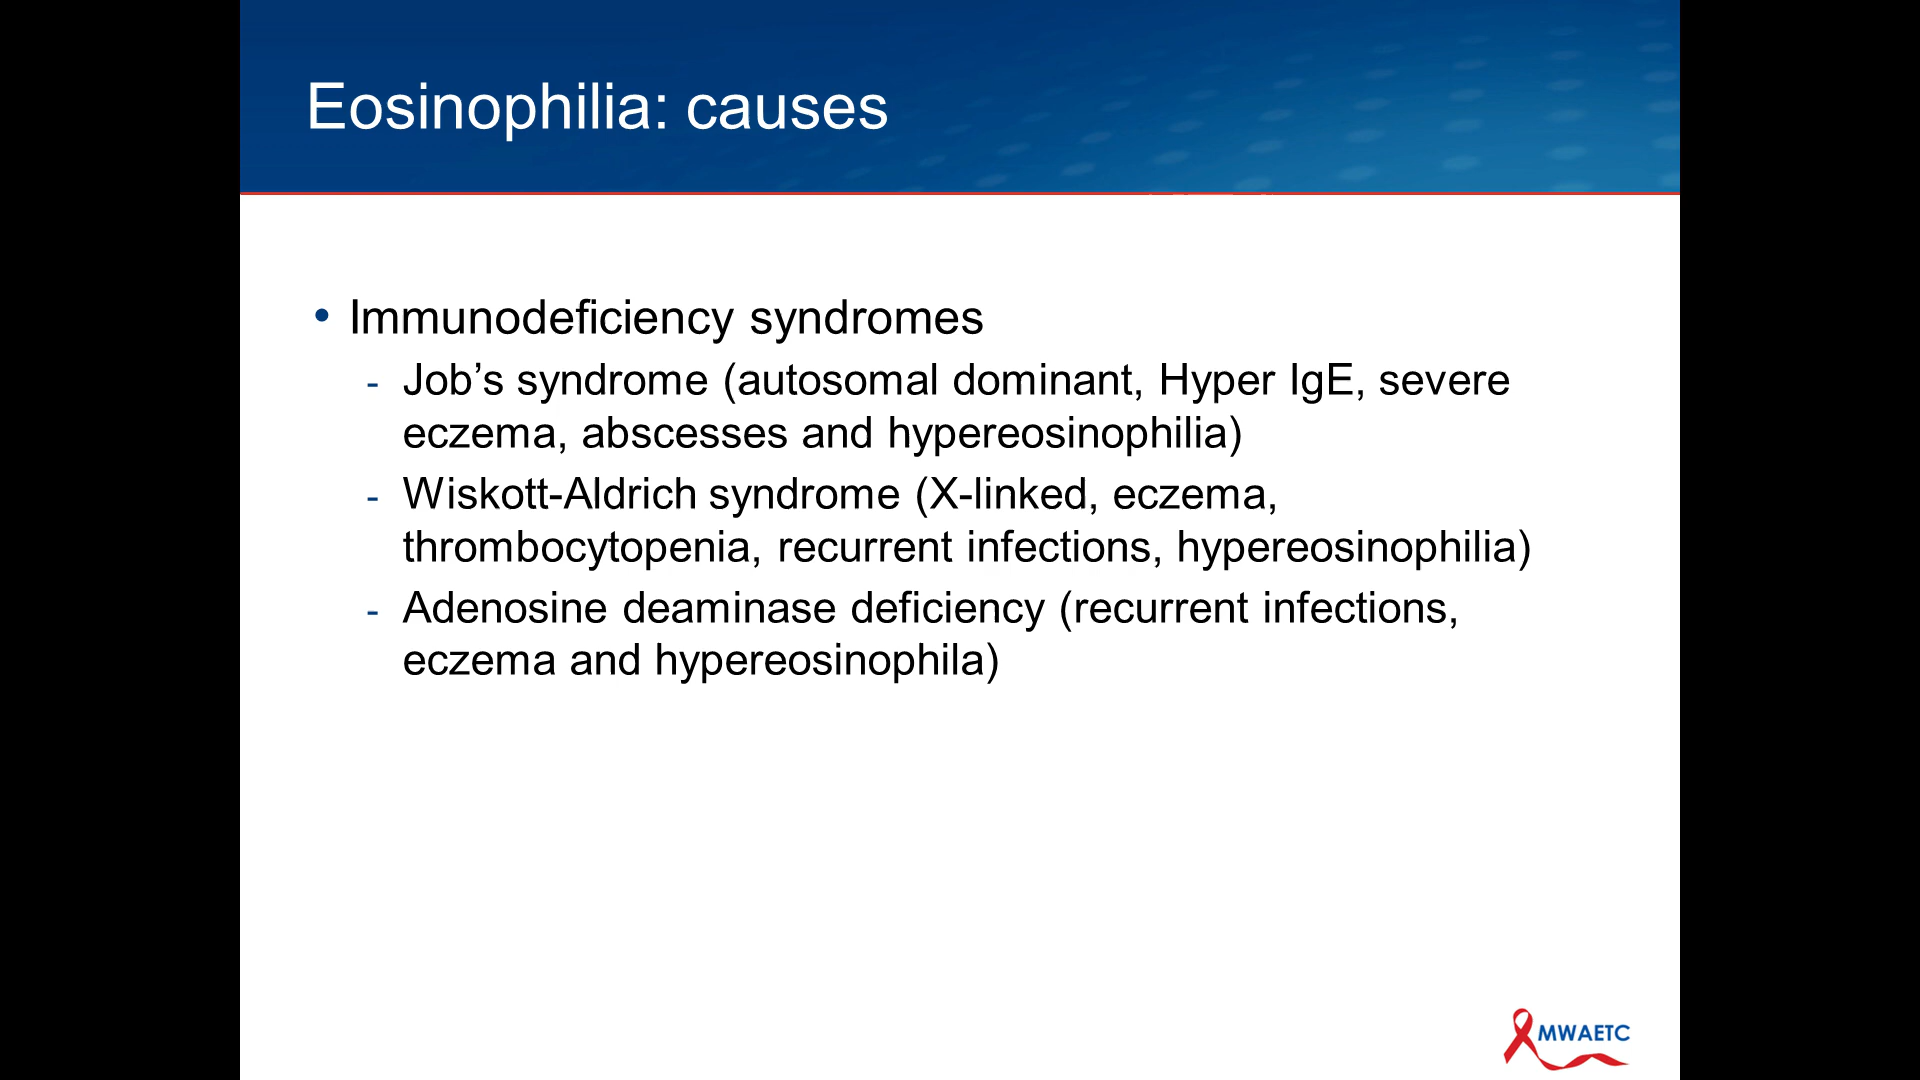 Eosinophilia: causes
• Immunodeficiency syndromes
- Job’s syndrome (autosomal dominant, Hyper IgE, severe
eczema, abscesses and hypereosinophilia)
- Wiskott-Aldrich syndrome (X-linked, eczema,
thrombocytopenia, recurrent infections, hypereosinophilia)
- Adenosine deaminase deficiency (recurrent infections,
eczema and hypereosinophila)
MWAETC